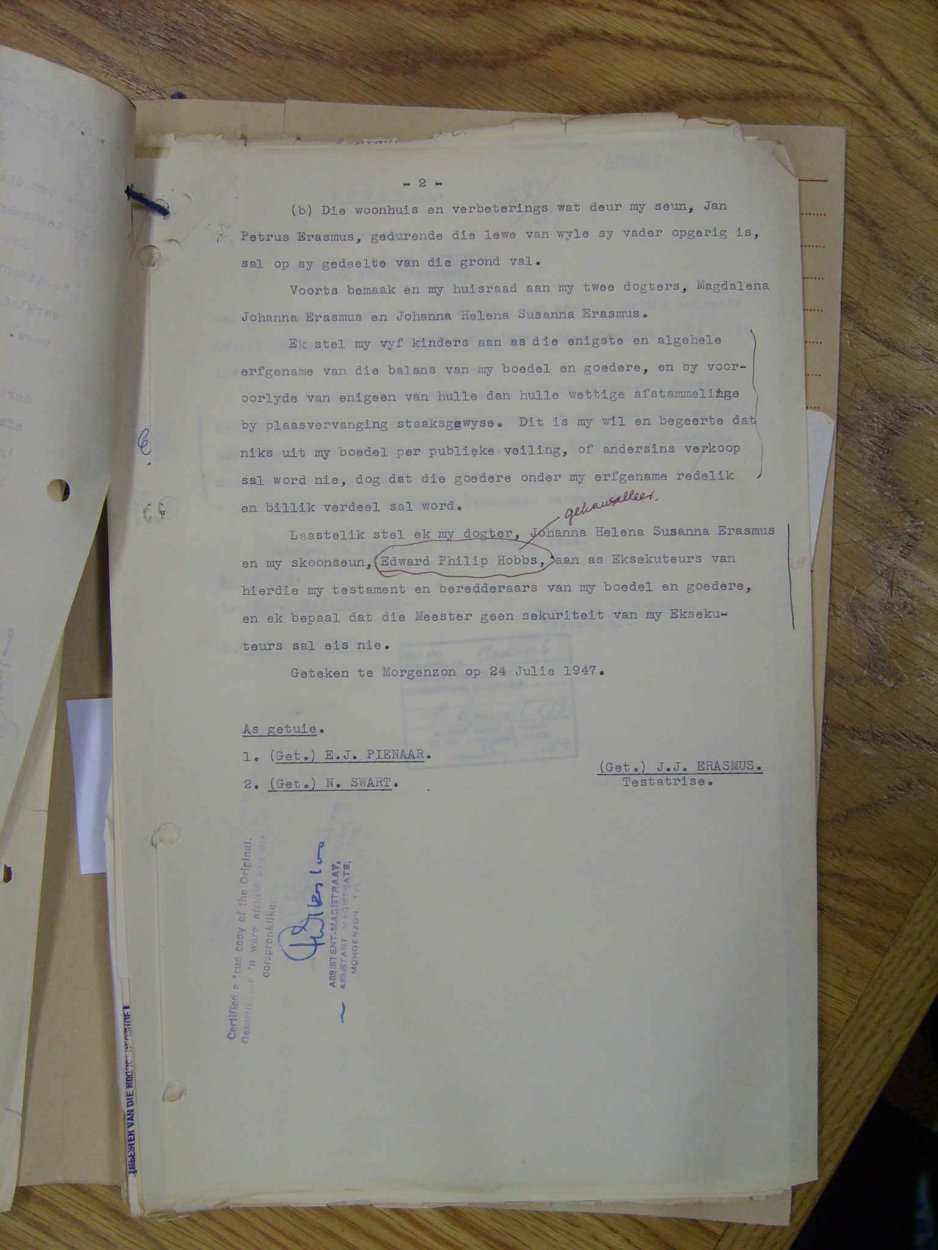 - 2 -
(b) Die woonhuis en verbeterings wat deur my seun, Jan
Petrus Erasmus, gedurende die lewe van wyle sy vader opgerig is,
sal op sy gedeelte van die grond val.
Voorts bemaak en my huisraad aan my twee dogters, Magdalena
Johanna Erasmus en Johanna Helena Susanna Erasmus.
Ek stel my vyf kinders aan as die enigste en algehele
erfgename van die balans van my boedel en goedere, en by voor-
oorlyde van enigeen van hulle dan hulle wettige afstammelinge
by plaasvervanging staaksgewyse. Dit is my wil en begeerte dat
niks uit my boedel per publieke veiling, of andersins verkoop
sal word nie, dog dat die goedere onder my erfgename redelik
en billik verdeel sal word.
Laastelik stel ek my dogter, Johanna Helena Susanna Erasmus
en my skoonseun, Edward Philip Hobbs, aan as Eksekuteurs van
hierdie my testament en beredderaars van my boedel en goedere,
en ek bepaal dat die Meester geen sekuriteit van my Ekseku-
teurs sal eis nie.
Geteken te Morgenzon op 24 Julie 1947.
As getuie.
1. (Get.) E.J. PIENAAR.
2. (Get.) N. SWART.
(Get.) J.J. ERASMUS.
Testatrise.
Certified a true copy of the Original.
'n ware
oorspronklike.
ASSISTENT-MAGISTRAAT,
ASSISTANT MAGISTRATE,
MORGENZON, TVL.